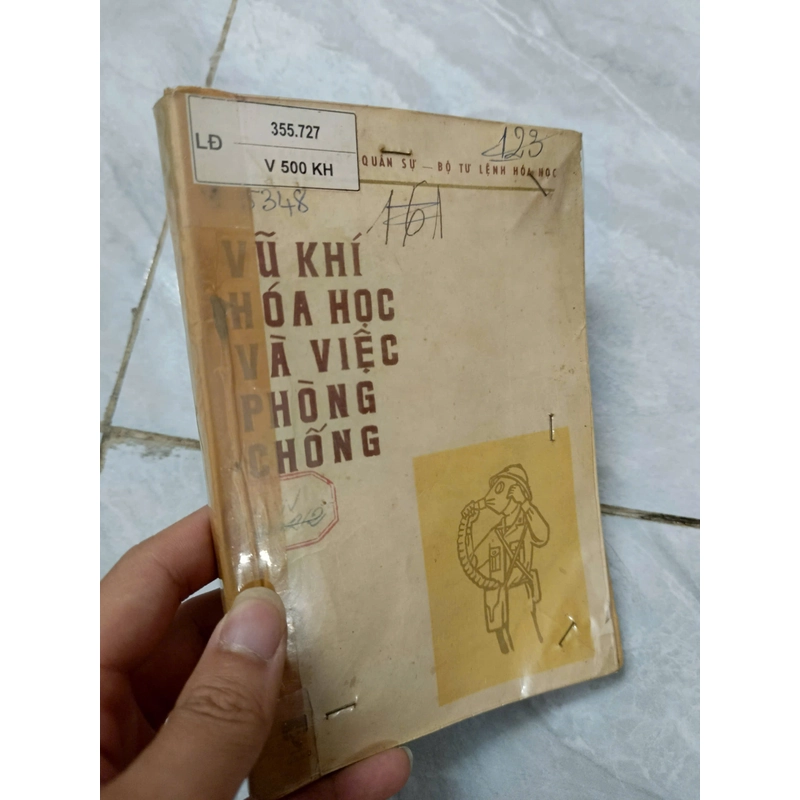 LĐ
355.727
V 500 KH
QUÂN SỰ _ BỘ TƯ LỆNH HÓA HỌC
123
5348
161
VŨ KHÍ
HÓA HỌC
VÀ VIỆC
PHÒNG
CHỐNG